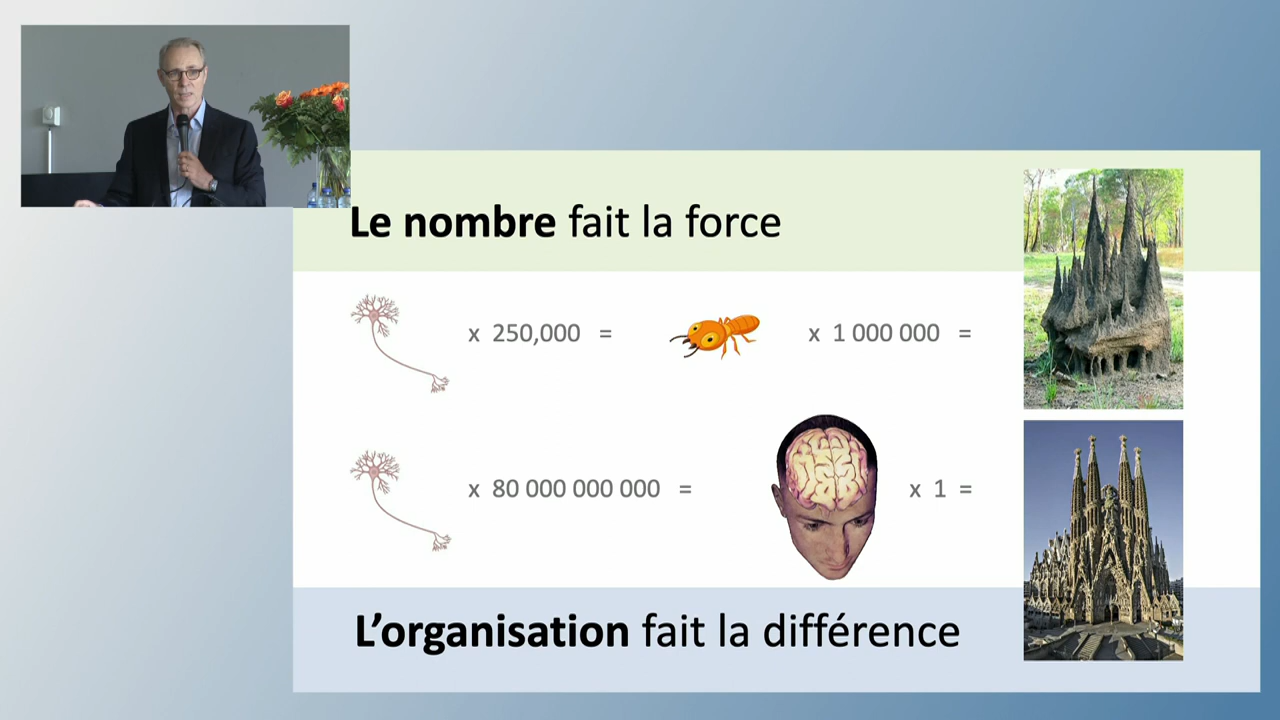 Le nombre fait la force
x 250,000 = x 1 000 000 =
x 80 000 000 000 = x 1 =
L’organisation fait la différence